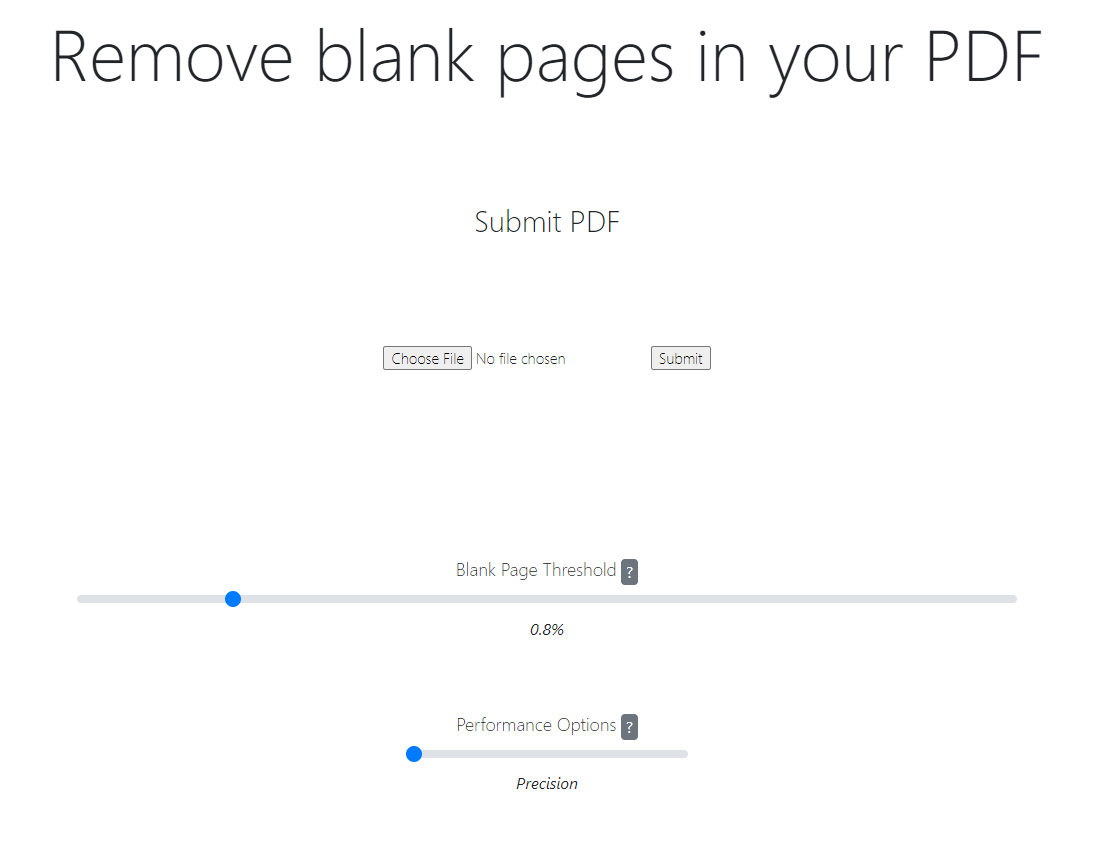 Remove blank pages in your PDF
Submit PDF
Choose File No file chosen Submit
Blank Page Threshold ?
0.8%
Performance Options ?
Precision